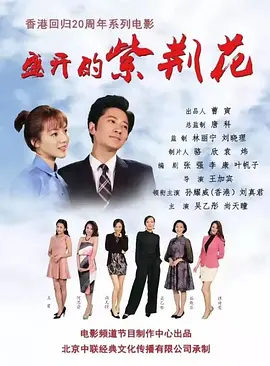 香港回归20周年系列电影
盛开的紫荆花
出品人 曹寅
总监制 唐科
监制 林丽宁 刘晓理
制片人 骆欣 袁炜
编剧 张强 李康 叶帆子
导演 王加宾
领衔主演 孙耀威(香港) 刘真君
主演 吴乙彤 尚天瞳
电影频道节目制作中心出品
北京中联经典文化传播有限公司承制